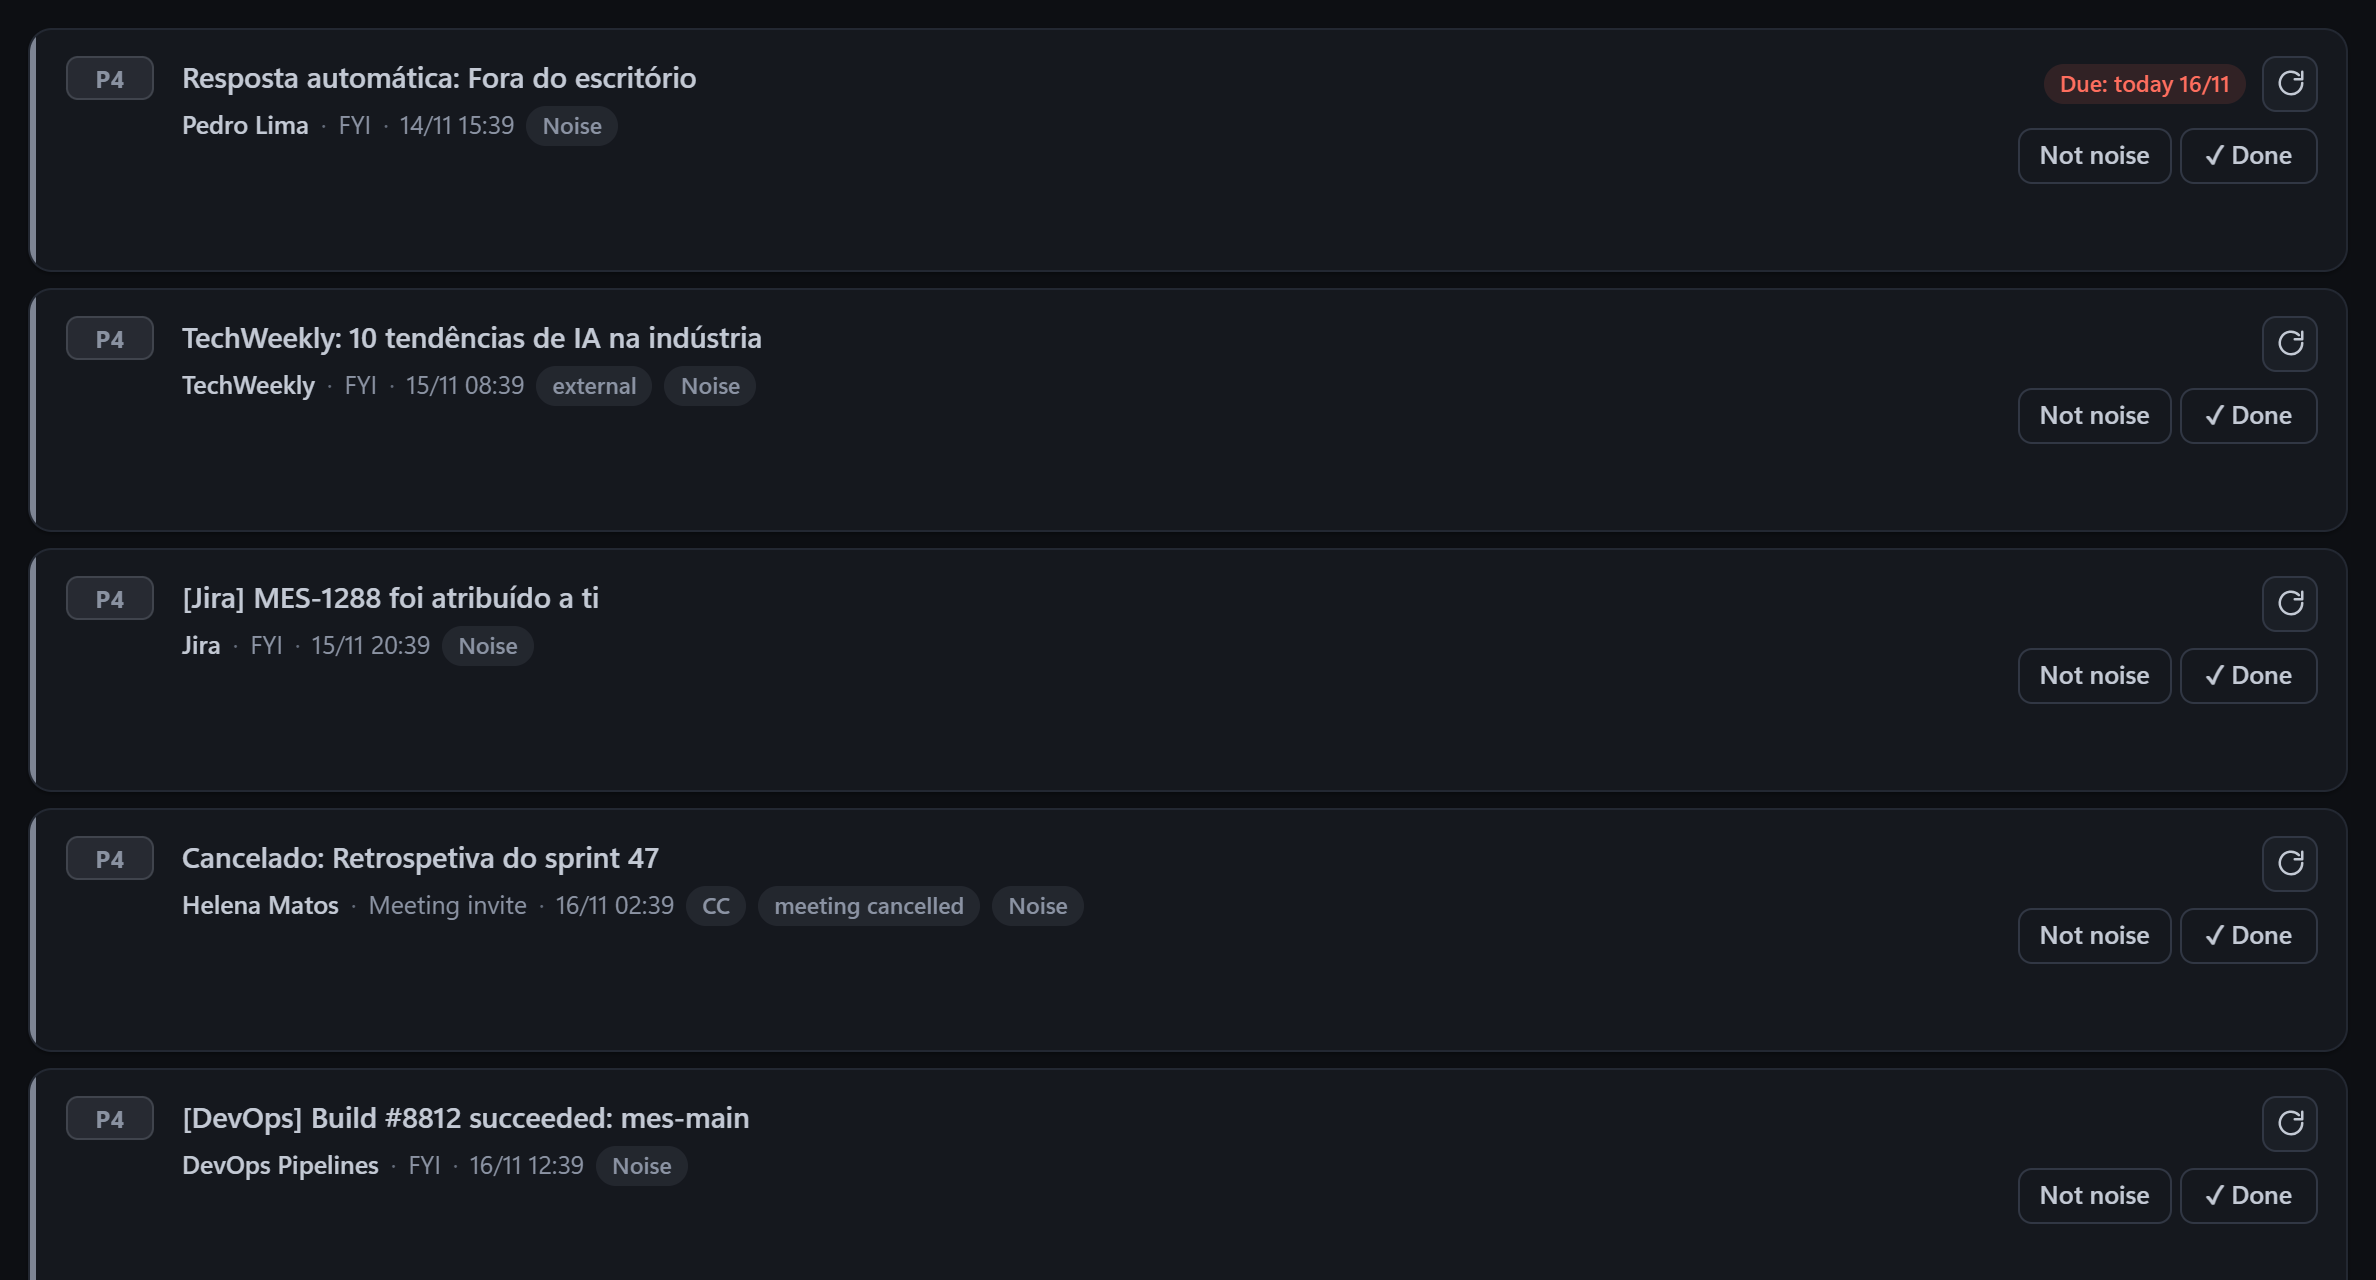 P4 Resposta automática: Fora do escritório Due: today 16/11
Pedro Lima · FYI · 14/11 15:39 Noise
Not noise ✓ Done
P4 TechWeekly: 10 tendências de IA na indústria
TechWeekly · FYI · 15/11 08:39 external Noise
Not noise ✓ Done
P4 [Jira] MES-1288 foi atribuído a ti
Jira · FYI · 15/11 20:39 Noise
Not noise ✓ Done
P4 Cancelado: Retrospetiva do sprint 47
Helena Matos · Meeting invite · 16/11 02:39 CC meeting cancelled Noise
Not noise ✓ Done
P4 [DevOps] Build #8812 succeeded: mes-main
DevOps Pipelines · FYI · 16/11 12:39 Noise
Not noise ✓ Done